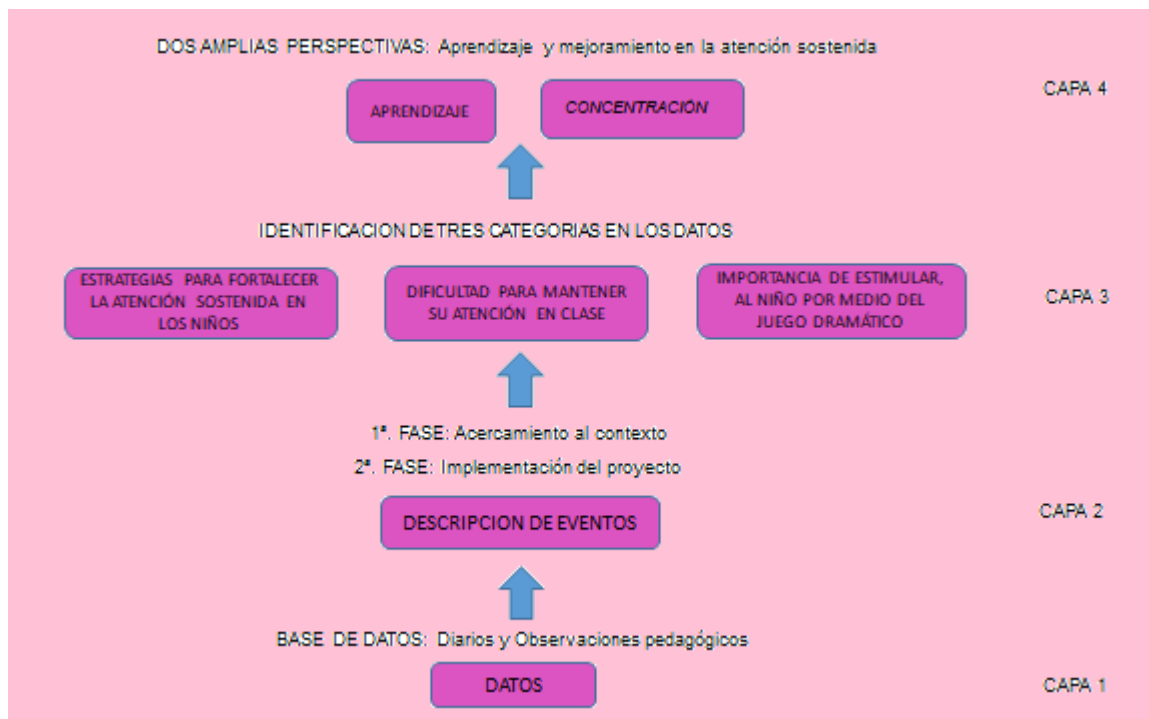 DOS AMPLIAS PERSPECTIVAS: Aprendizaje y mejoramiento en la atención sostenida
CAPA 4
APRENDIZAJE
CONCENTRACIÓN
IDENTIFICACION DE TRES CATEGORIAS EN LOS DATOS
ESTRATEGIAS PARA FORTALECER
LA ATENCIÓN SOSTENIDA EN
LOS NIÑOS
DIFICULTAD PARA MANTENER
SU ATENCIÓN EN CLASE
IMPORTANCIA DE ESTIMULAR,
AL NIÑO POR MEDIO DEL
JUEGO DRAMÁTICO
CAPA 3
1ª. FASE: Acercamiento al contexto
2ª. FASE: Implementación del proyecto
CAPA 2
DESCRIPCION DE EVENTOS
BASE DE DATOS: Diarios y Observaciones pedagógicos
DATOS
CAPA 1